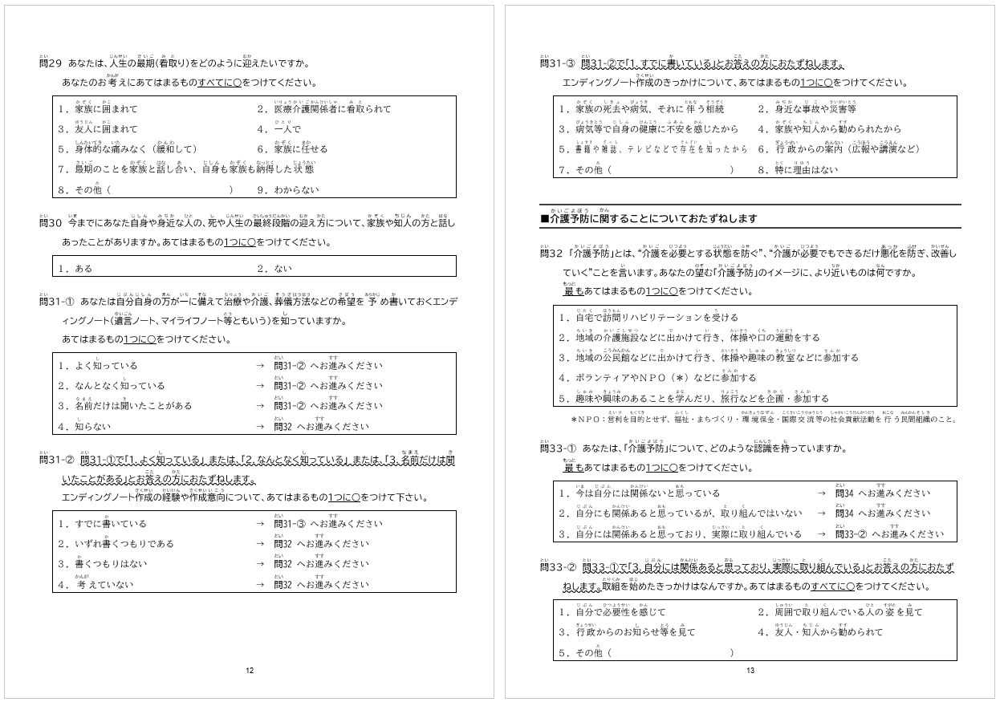 問29 あなたは、人生の最期(看取り)をどのように迎えたいですか。
あなたのお考えにあてはまるものすべてに○をつけてください。
1．家族に囲まれて 2．医療介護関係者に看取られて
3．友人に囲まれて 4．一人で
5．身体的な痛みなく（緩和して） 6．家族に任せる
7．最期のことを家族と話し合い、自身も家族も納得した状態
8．その他（ ） 9．わからない
問30 今までにあなた自身や身近な人の、死や人生の最終段階の迎え方について、家族や知人の方と話し
あったことがありますか。あてはまるもの1つに○をつけてください。
1．ある 2．ない
問31-① あなたは自分自身の万が一に備えて治療や介護、葬儀方法などの希望を予め書いておくエンデ
ィングノート(遺言ノート、マイライフノート等ともいう)を知っていますか。
あてはまるもの1つに○をつけてください。
1．よく知っている → 問31-② へお進みください
2．なんとなく知っている → 問31-② へお進みください
3．名前だけは聞いたことがある → 問31-② へお進みください
4．知らない → 問32 へお進みください
問31-② 問31-①で「1．よく知っている」 または、「2．なんとなく知っている」 または、「3．名前だけは聞
いたことがある」とお答えの方におたずねします。
エンディングノート作成の経験や作成意向について、あてはまるもの1つに○をつけて下さい。
1．すでに書いている → 問31-③ へお進みください
2．いずれ書くつもりである → 問32 へお進みください
3．書くつもりはない → 問32 へお進みください
4．考えていない → 問32 へお進みください
12
問31-③ 問31-②で「1．すでに書いている」とお答えの方におたずねします。
エンディングノート作成のきっかけについて、あてはまるもの1つに○をつけてください。
1．家族の死去や病気、それに伴う相続 2．身近な事故や災害等
3．病気等で自身の健康に不安を感じたから 4．家族や知人から勧められたから
5．書籍や雑誌、テレビなどで存在を知ったから 6．行政からの案内（広報や講演など）
7．その他（ ） 8．特に理由はない
■介護予防に関することについておたずねします
問32 「介護予防」とは、“介護を必要とする状態を防ぐ”、“介護が必要でもできるだけ悪化を防ぎ、改善し
ていく”ことを言います。あなたの望む「介護予防」のイメージに、より近いものは何ですか。
最もあてはまるもの1つに○をつけてください。
1．自宅で訪問リハビリテーションを受ける
2．地域の介護施設などに出かけて行き、体操や口の運動をする
3．地域の公民館などに出かけて行き、体操や趣味の教室などに参加する
4．ボランティアやNPO（＊）などに参加する
5．趣味や興味のあることを学んだり、旅行などを企画・参加する
＊NPO：営利を目的とせず、福祉・まちづくり・環境保全・国際交流等の社会貢献活動を行う民間組織のこと。
問33-① あなたは、「介護予防」について、どのような認識を持っていますか。
最もあてはまるもの1つに○をつけてください。
1．今は自分には関係ないと思っている → 問34 へお進みください
2．自分にも関係あると思っているが、取り組んではいない → 問34 へお進みください
3．自分には関係あると思っており、実際に取り組んでいる → 問33-② へお進みください
問33-② 問33-①で「3．自分には関係あると思っており、実際に取り組んでいる」とお答えの方におたず
ねします。取組を始めたきっかけはなんですか。あてはまるものすべてに○をつけてください。
1．自分で必要性を感じて 2．周囲で取り組んでいる人の姿を見て
3．行政からのお知らせ等を見て 4．友人・知人から勧められて
5．その他（ ）
13